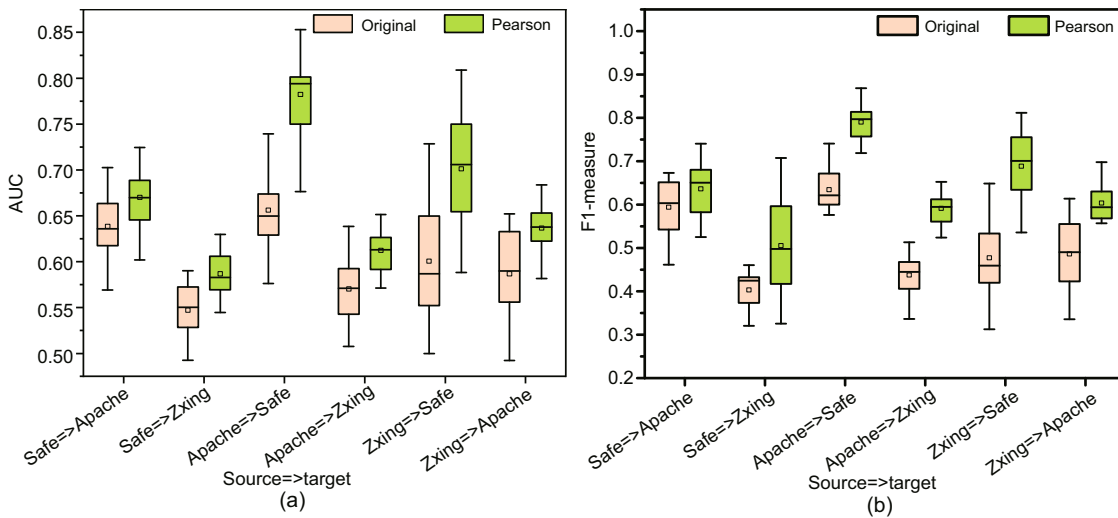 Original
Pearson
0.85
0.80
0.75
0.70
0.65
0.60
0.55
0.50
AUC
Safe=>Apache
Safe=>Zxing
Apache=>Safe
Apache=>Zxing
Zxing=>Safe
Zxing=>Apache
Source=>target
(a)
Original
Pearson
1.0
0.9
0.8
0.7
0.6
0.5
0.4
0.3
0.2
F1-measure
Safe=>Apache
Safe=>Zxing
Apache=>Safe
Apache=>Zxing
Zxing=>Safe
Zxing=>Apache
Source=>target
(b)